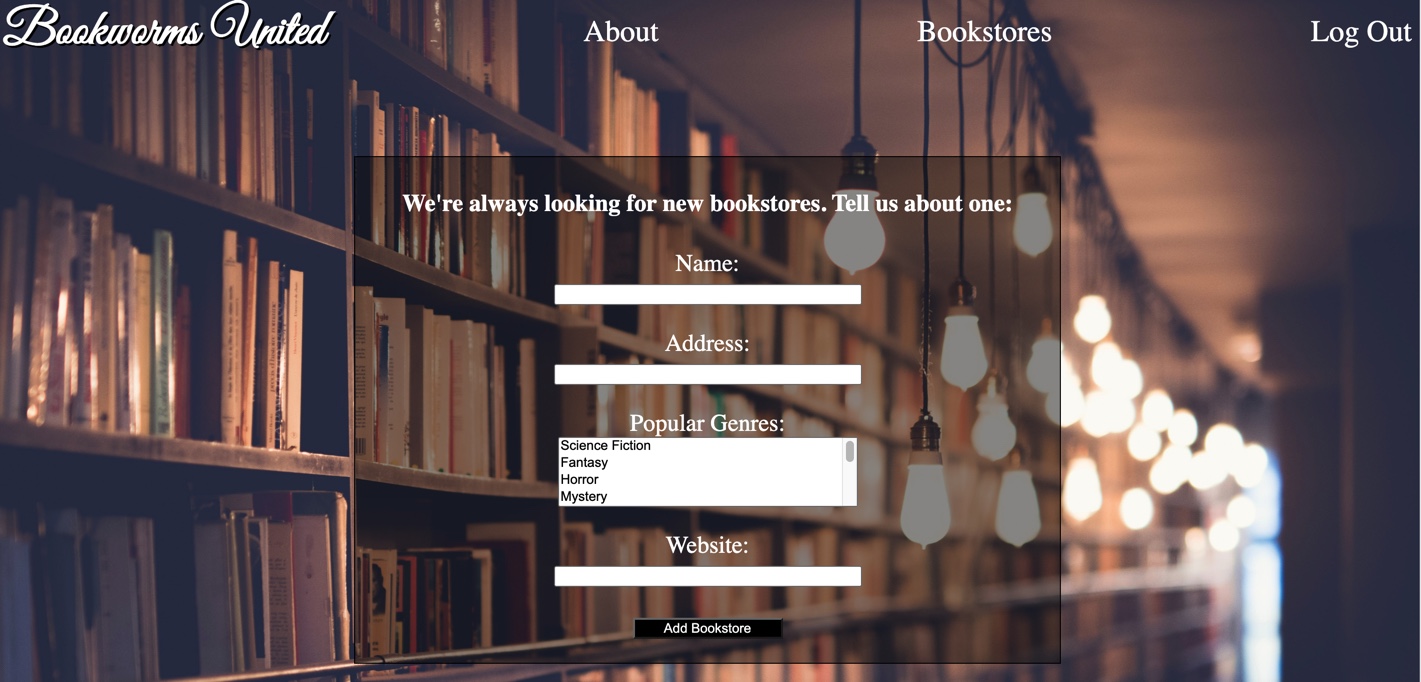 Bookworms United
About
Bookstores
Log Out
We're always looking for new bookstores. Tell us about one:
Name:
Address:
Popular Genres:
Science Fiction
Fantasy
Horror
Mystery
Website:
Add Bookstore